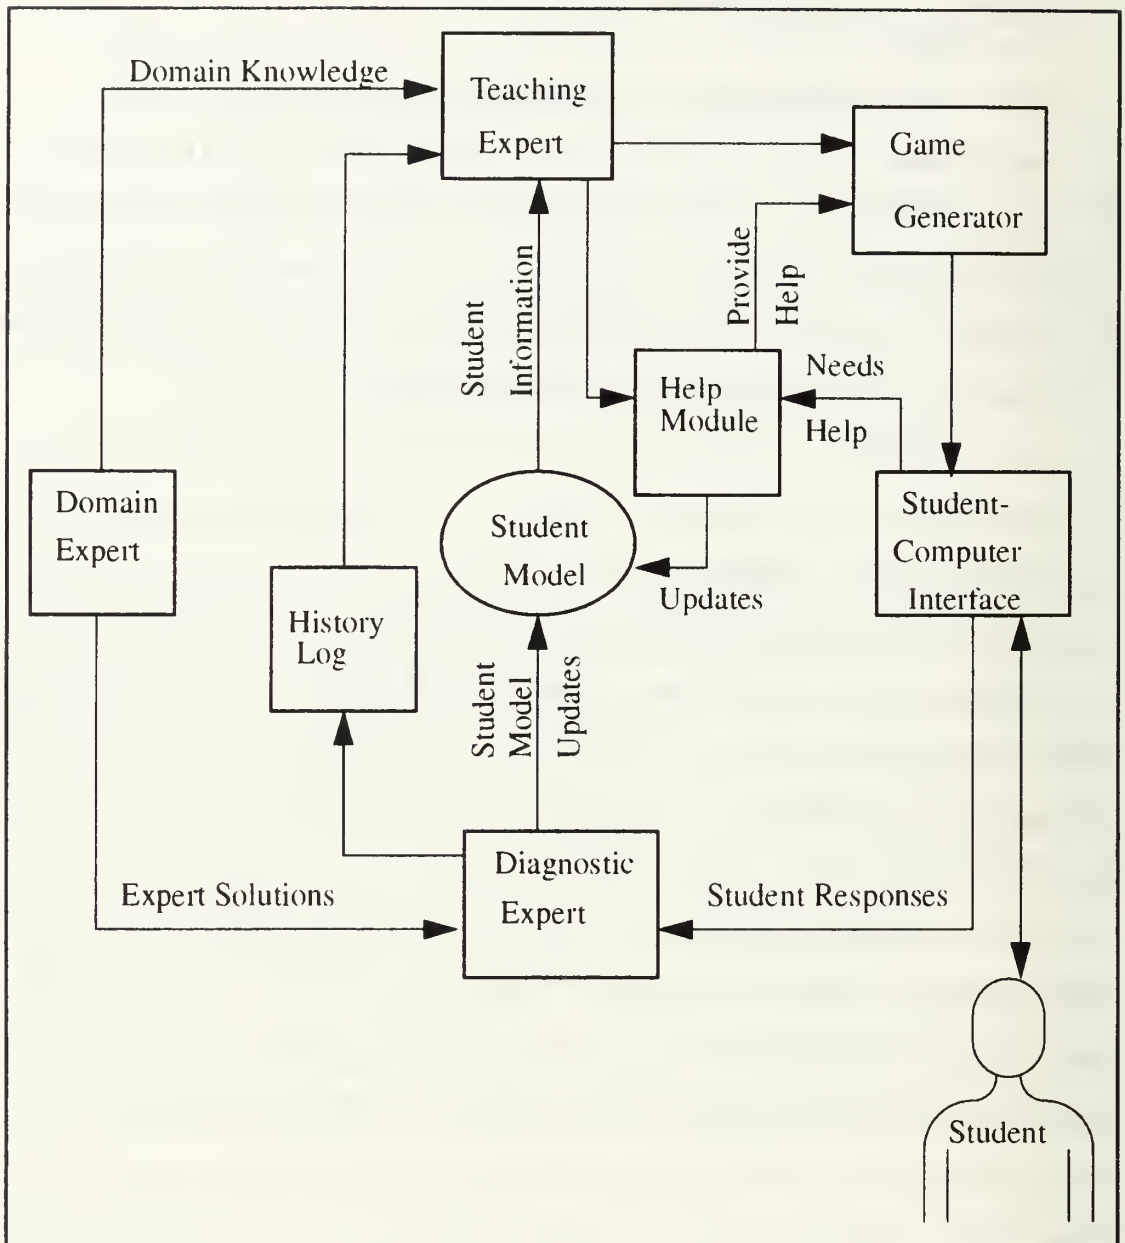 Domain Knowledge
Teaching
Expert
Game
Generator
Student
Information
Provide
Help
Help
Module
Needs
Help
Domain
Expert
Student
Model
Student-
Computer
Interface
Updates
History
Log
Student
Model
Updates
Diagnostic
Expert
Expert Solutions
Student Responses
Student